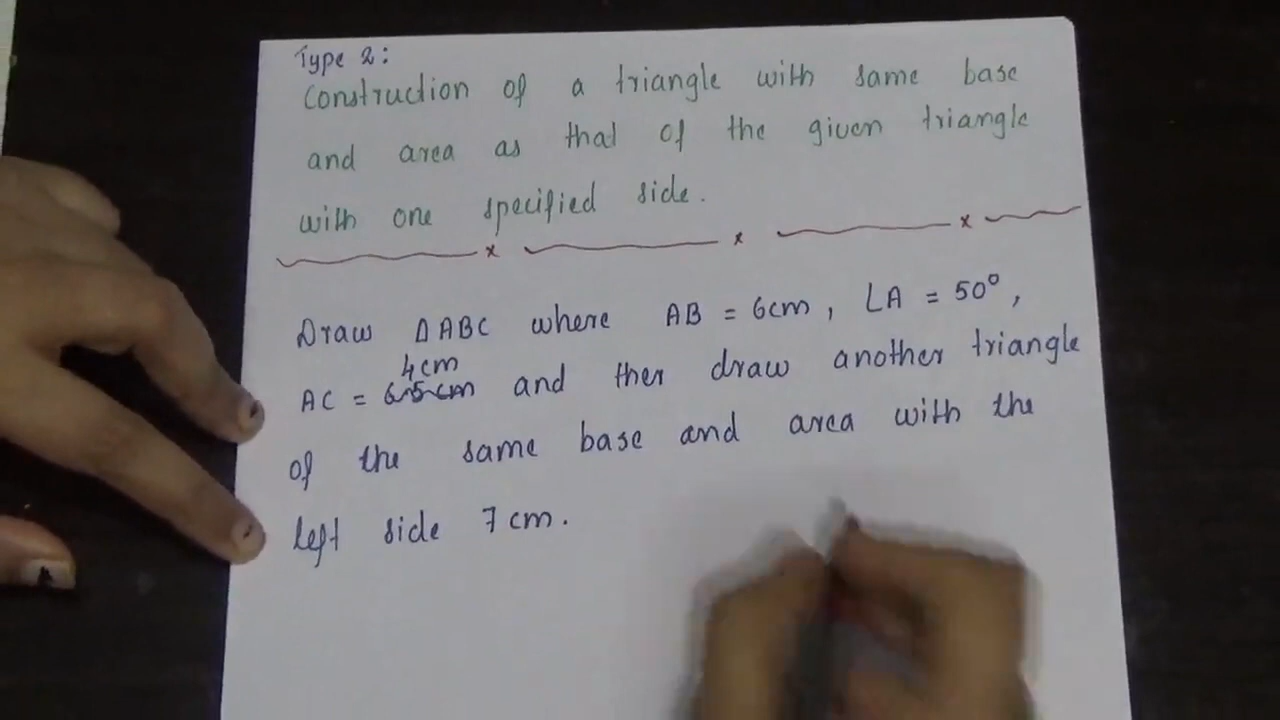 Type 2:
Construction of a triangle with same base
and area as that of the given triangle
with one specified side.
Draw ΔABC where AB = 6cm, ∠A = 50°,
4cm
AC = 6.5cm and then draw another triangle
of the same base and area with the
left side 7cm.